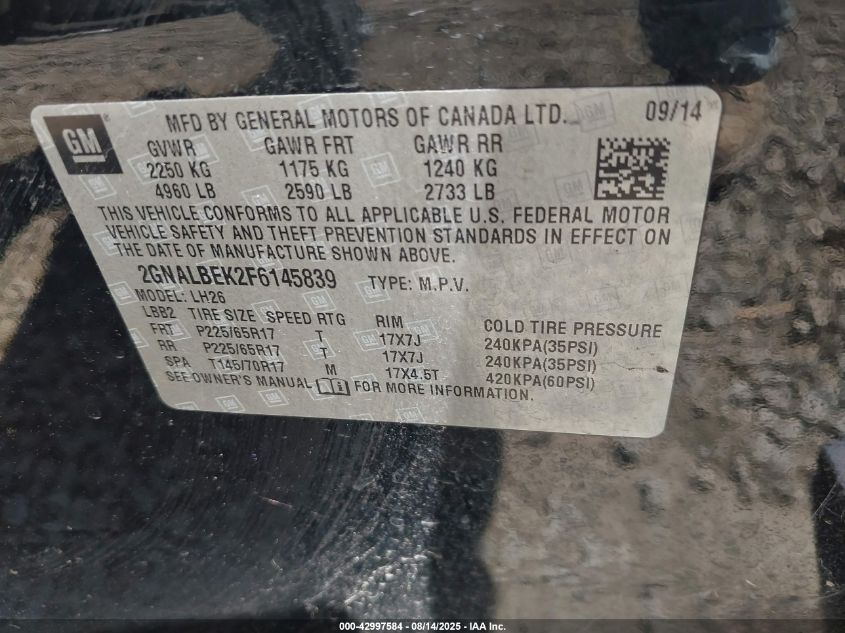 GM
MFD BY GENERAL MOTORS OF CANADA LTD. 09/14
GVWR GAWR FRT GAWR RR
2250 KG 1175 KG 1240 KG
4960 LB 2590 LB 2733 LB
THIS VEHICLE CONFORMS TO ALL APPLICABLE U.S. FEDERAL MOTOR
VEHICLE SAFETY AND THEFT PREVENTION STANDARDS IN EFFECT ON
THE DATE OF MANUFACTURE SHOWN ABOVE.
2GNALBEK2F6145839 TYPE: M.P.V.
MODEL: LH26
LBB2 TIRE SIZE SPEED RTG RIM COLD TIRE PRESSURE
FRT P225/65R17 T 17X7J 240KPA(35PSI)
RR P225/65R17 T 17X7J 240KPA(35PSI)
SPA T145/70R17 M 17X4.5T 420KPA(60PSI)
SEE OWNER'S MANUAL FOR MORE INFORMATION.
000-42997584 - 08/14/2025 - IAA Inc.